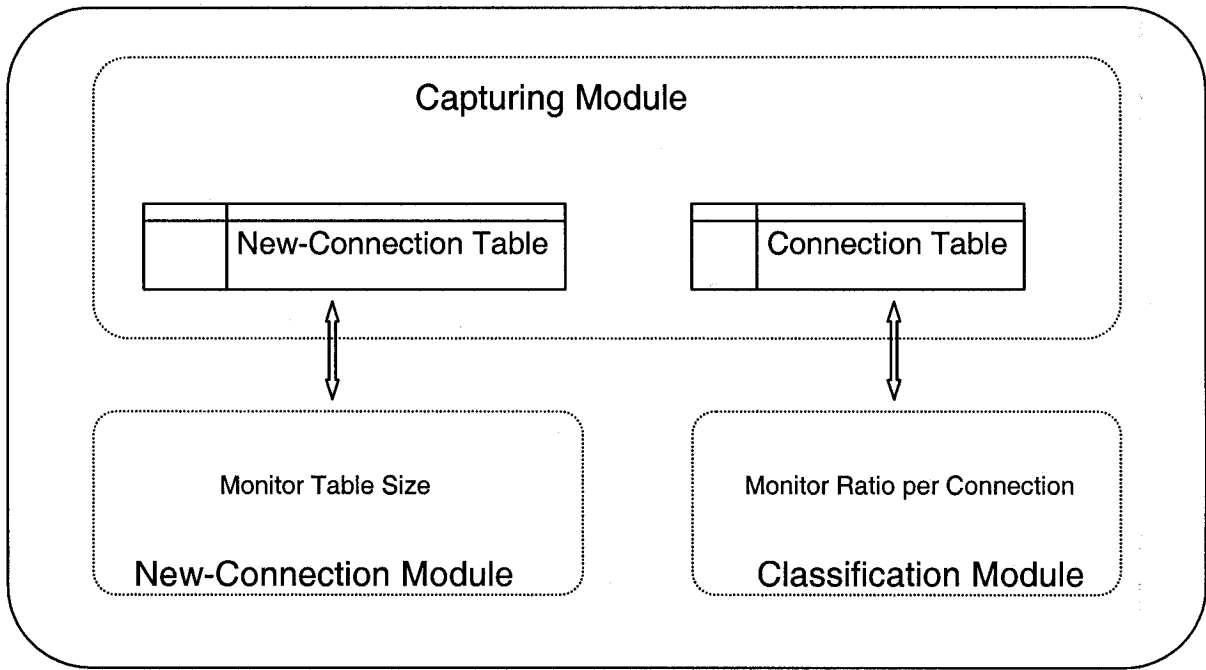 Capturing Module
New-Connection Table
Connection Table
Monitor Table Size
Monitor Ratio per Connection
New-Connection Module
Classification Module